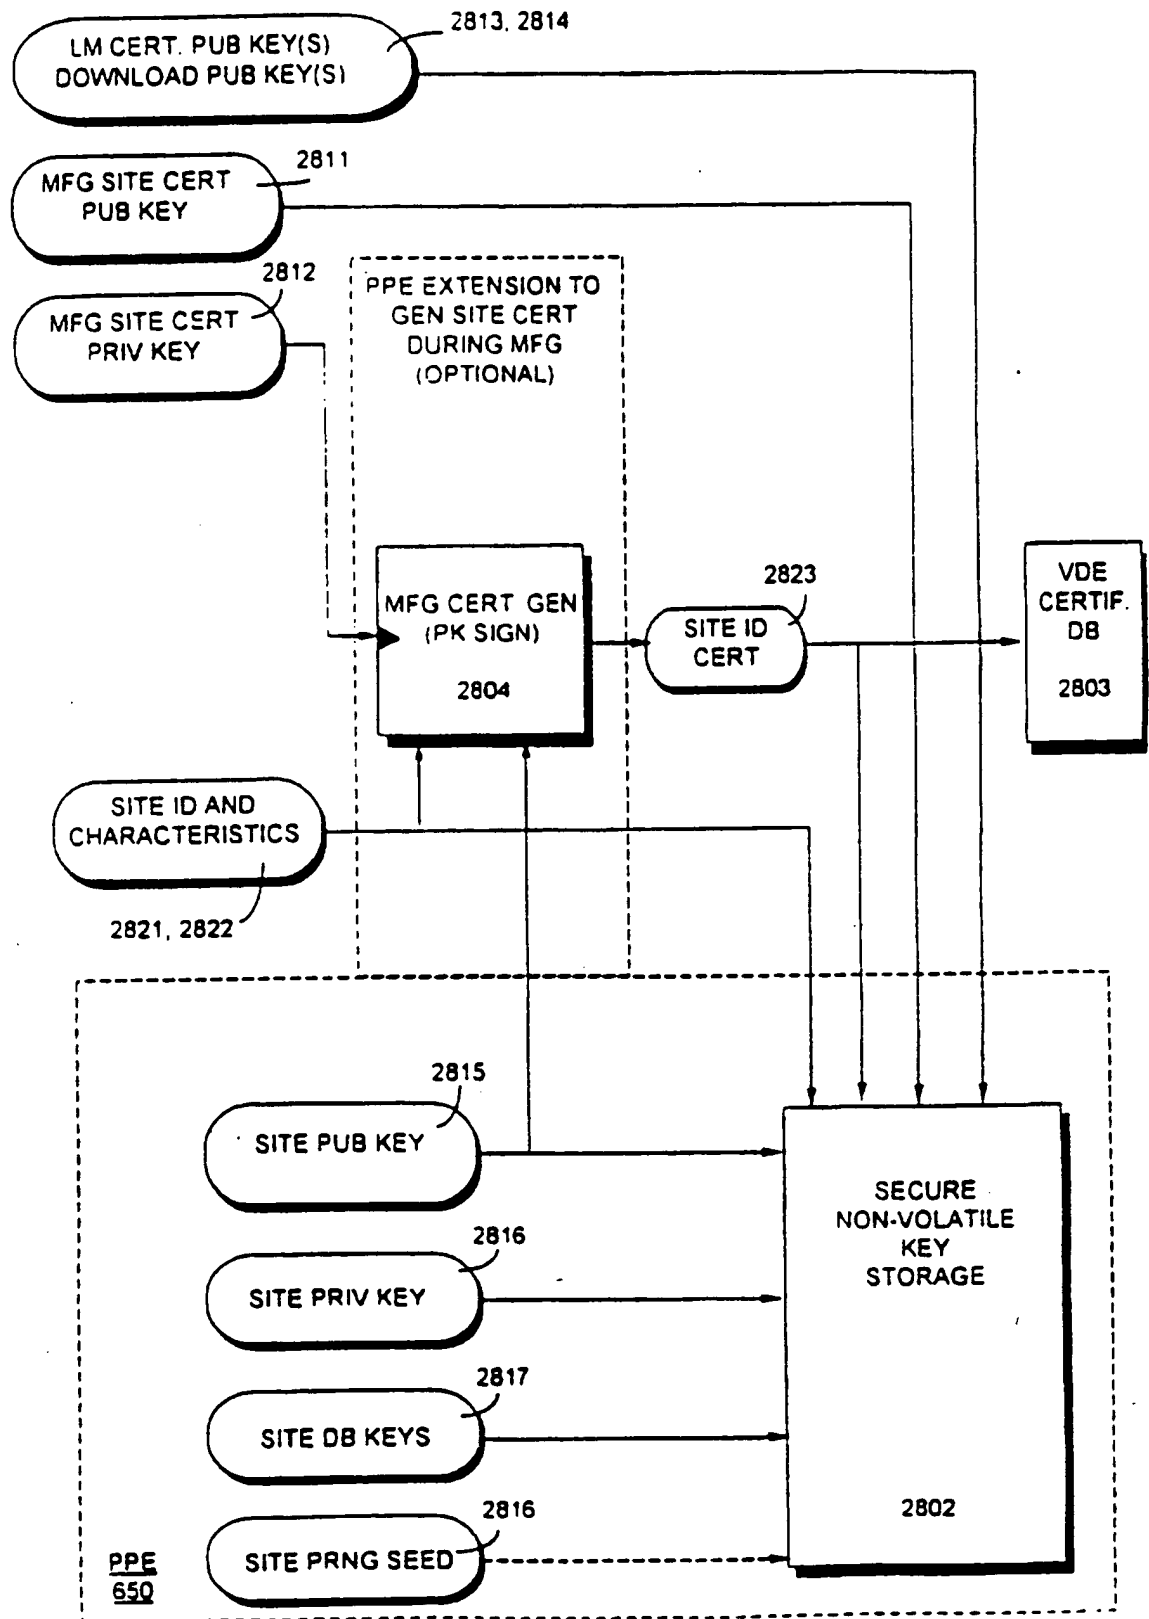 2813, 2814
LM CERT. PUB KEY(S)
DOWNLOAD PUB KEY(S)
2811
MFG SITE CERT
PUB KEY
2812
MFG SITE CERT
PRIV KEY
PPE EXTENSION TO
GEN SITE CERT
DURING MFG
(OPTIONAL)
MFG CERT GEN
(PK SIGN)
2804
2823
SITE ID
CERT
VDE
CERTIF.
DB
2803
SITE ID AND
CHARACTERISTICS
2821, 2822
2815
SITE PUB KEY
2816
SITE PRIV KEY
2817
SITE DB KEYS
2816
SITE PRNG SEED
SECURE
NON-VOLATILE
KEY
STORAGE
2802
PPE
650